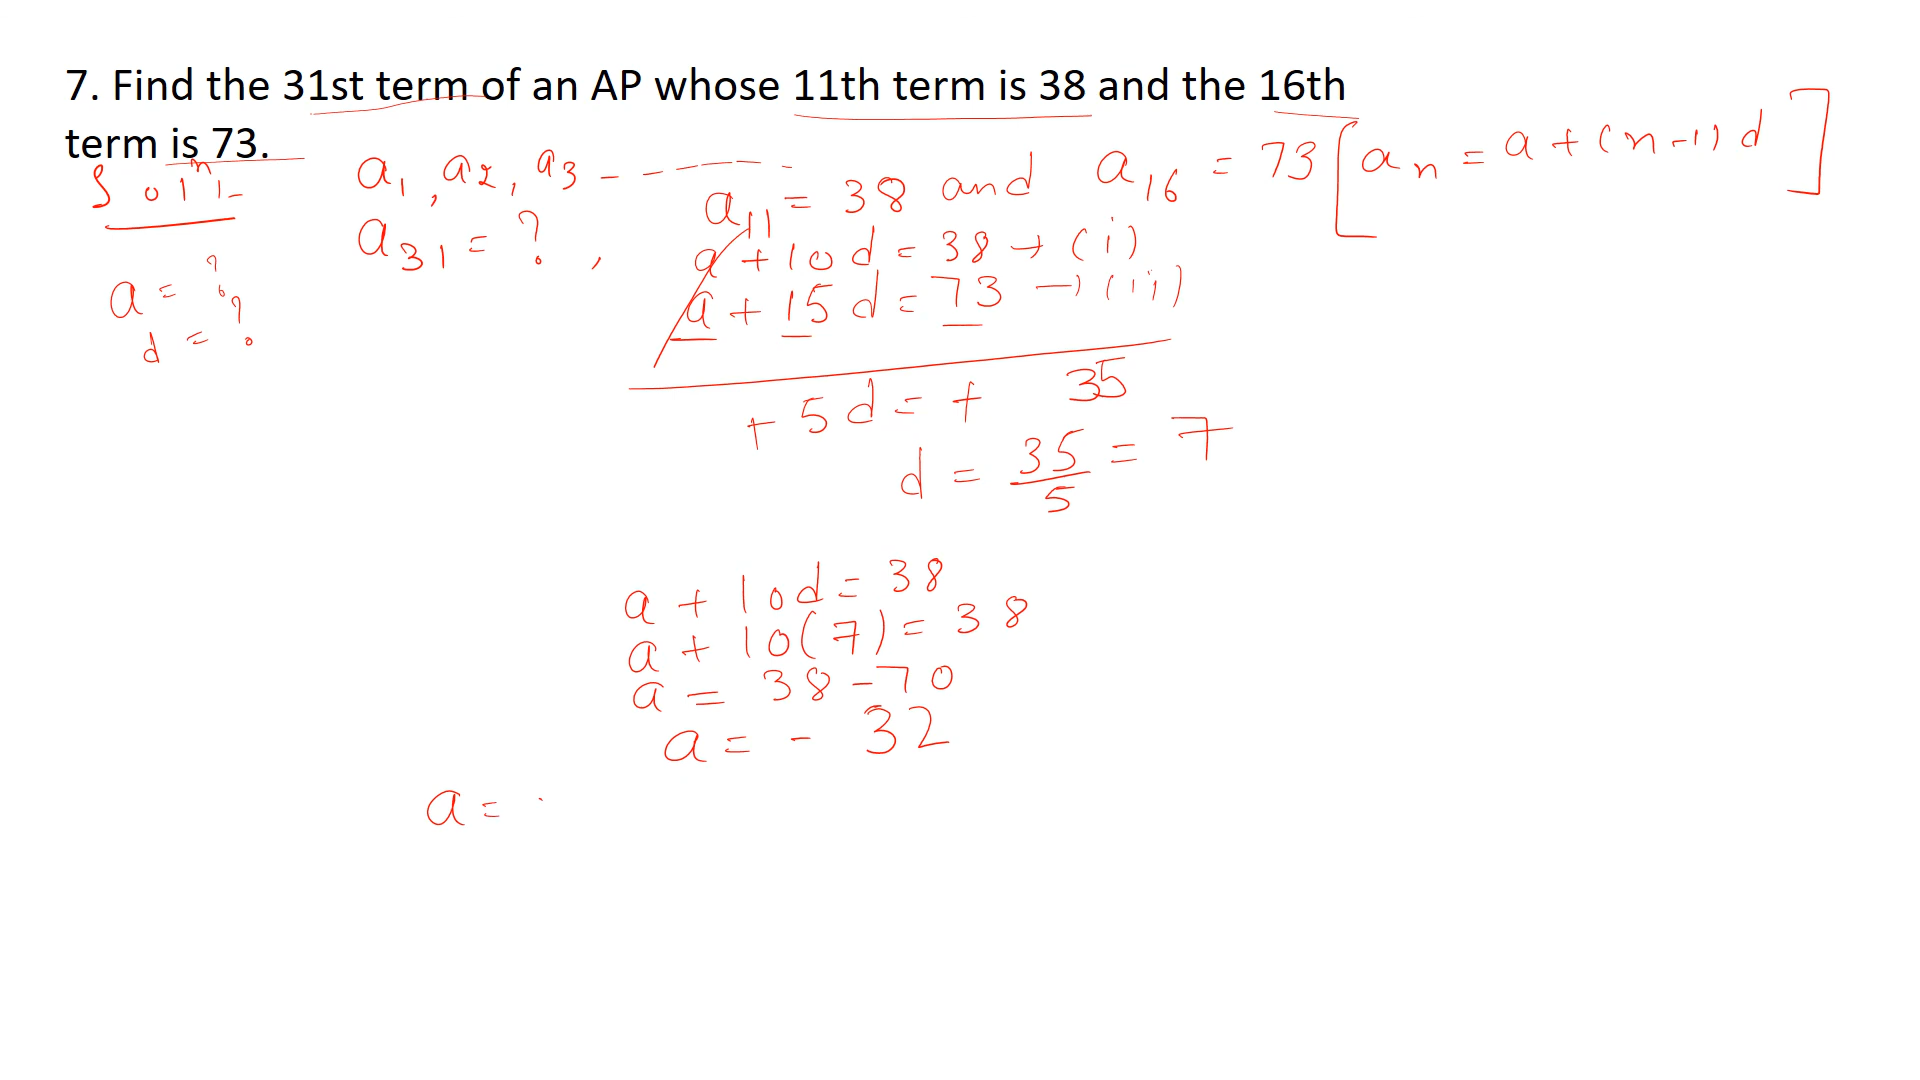 7. Find the 31st term of an AP whose 11th term is 38 and the 16th
term is 73.
Solⁿ:-
a₁, a₂, a₃ - - - - - -
a₁₁ = 38 and a₁₆ = 73 [aₙ = a + (n-1)d]
a₃₁ = ? ,
a + 10d = 38 → (i)
a = ?
a + 15d = 73 → (ii)
d = ?
+ 5d = + 35
d = 35/5 = 7
a + 10d = 38
a + 10(7) = 38
a = 38 - 70
a = - 32
a =